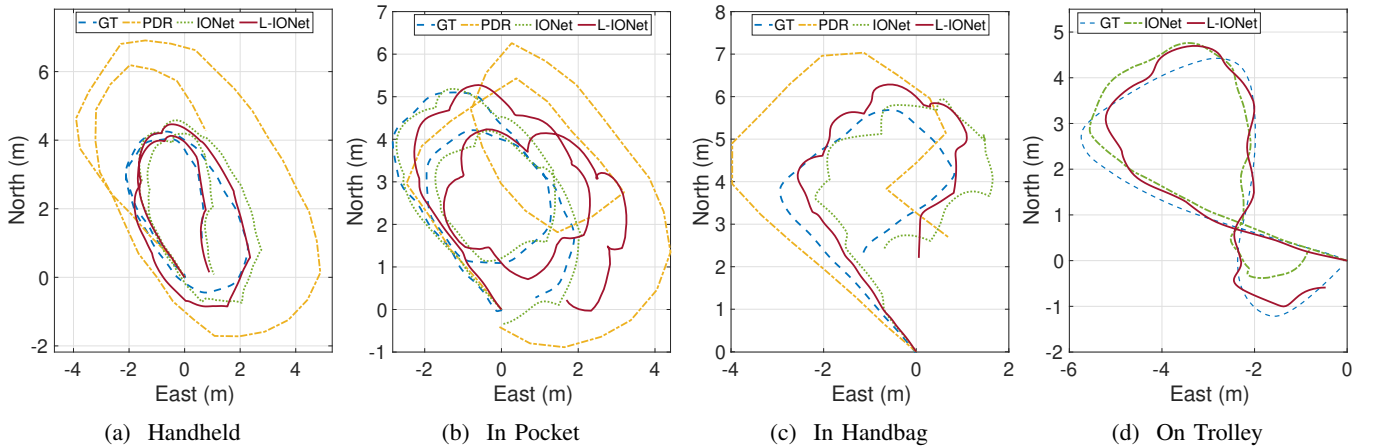 GT PDR IONet L-IONet
North (m)
6
4
2
0
-2
-4 -2 0 2 4
East (m)
(a) Handheld
GT PDR IONet L-IONet
North (m)
7
6
5
4
3
2
1
0
-1
-2 0 2 4
East (m)
(b) In Pocket
GT PDR IONet L-IONet
North (m)
8
7
6
5
4
3
2
1
0
-4 -2 0 2
East (m)
(c) In Handbag
GT IONet L-IONet
North (m)
5
4
3
2
1
0
-1
-2
-6 -4 -2 0
East (m)
(d) On Trolley